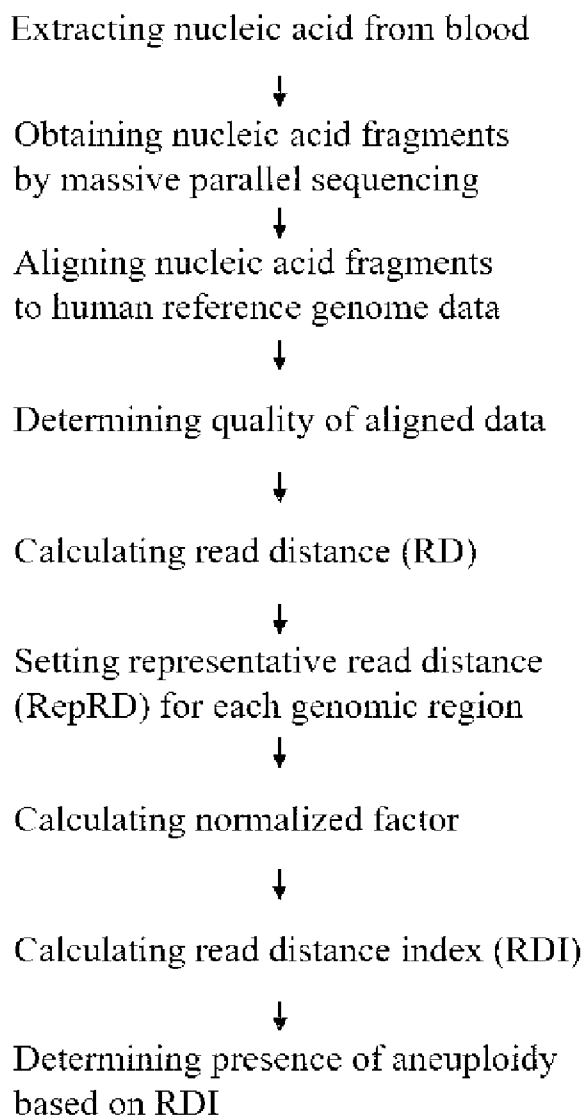 Extracting nucleic acid from blood
Obtaining nucleic acid fragments
by massive parallel sequencing
Aligning nucleic acid fragments
to human reference genome data
Determining quality of aligned data
Calculating read distance (RD)
Setting representative read distance
(RepRD) for each genomic region
Calculating normalized factor
Calculating read distance index (RDI)
Determining presence of aneuploidy
based on RDI